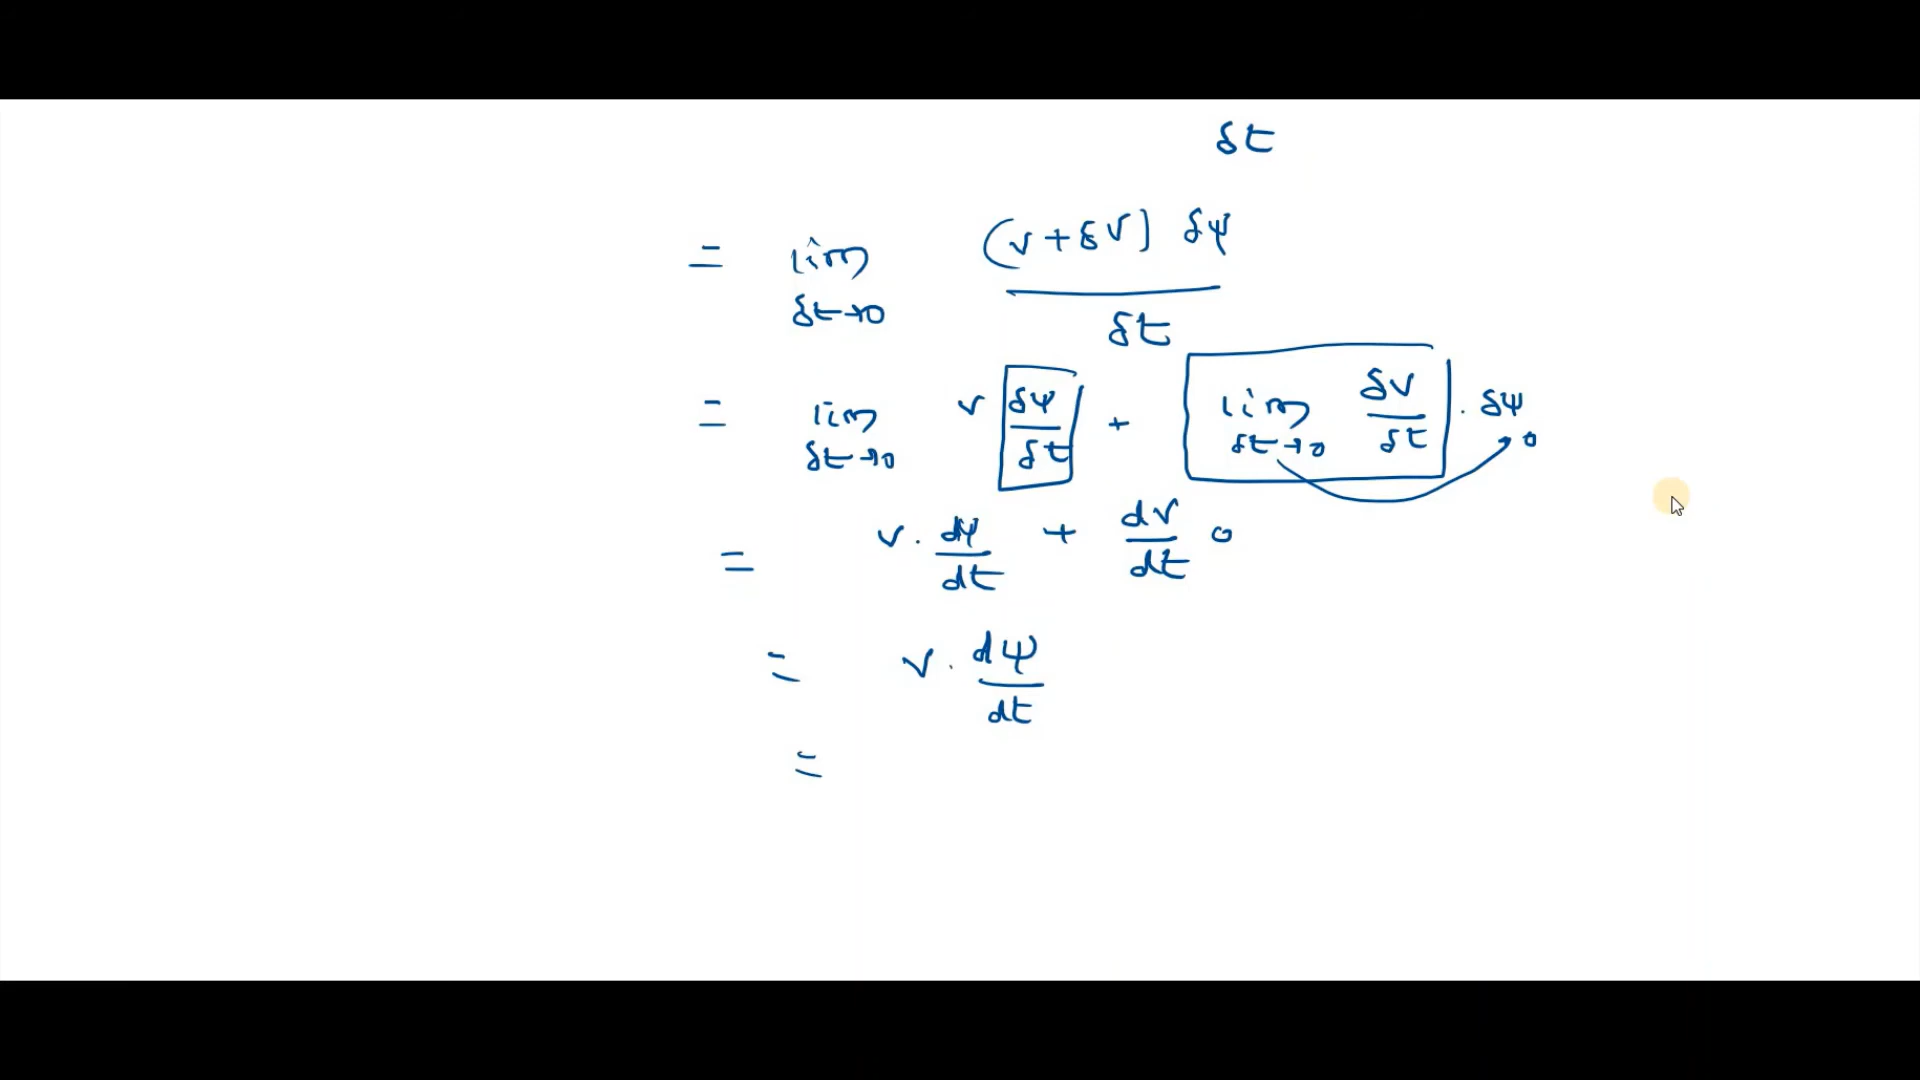 δt
= lim (v+δv) δψ
δt→0 δt
= lim v δψ/δt + lim δv/δt . δψ
δt→0 δt→0 0
= v . dψ/dt + dv/dt 0
= v . dψ/dt
=